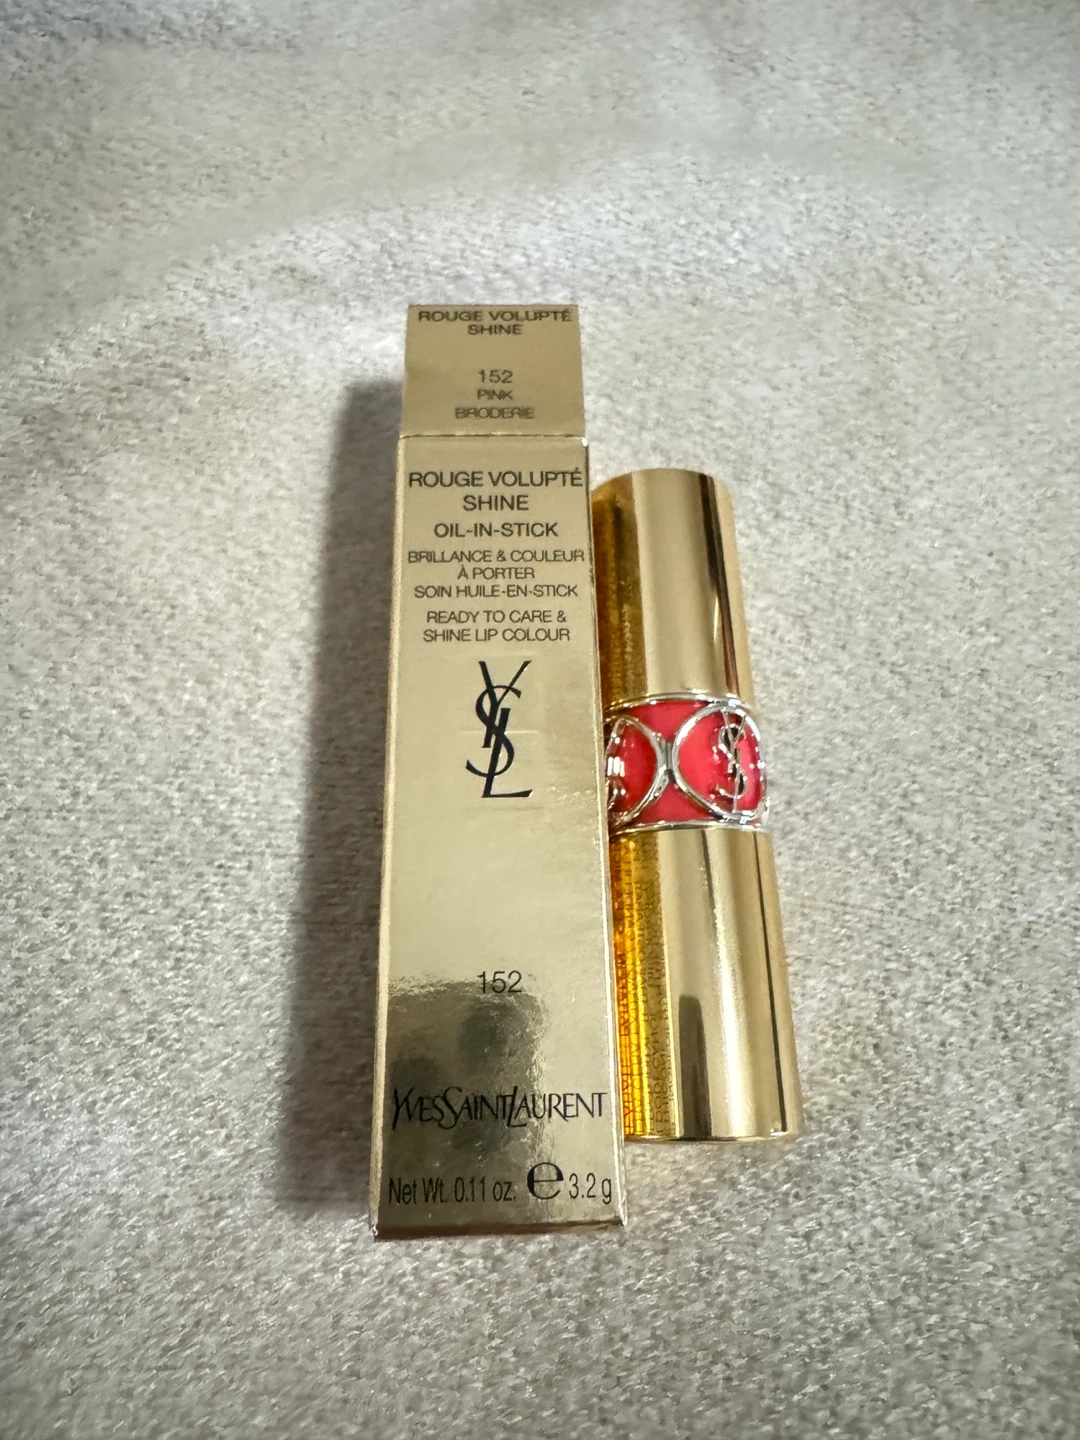 ROUGE VOLUPTÉ
SHINE
152
PINK
BRODERIE
ROUGE VOLUPTÉ
SHINE
OIL-IN-STICK
BRILLANCE & COULEUR
À PORTER
SOIN HUILE-EN-STICK
READY TO CARE &
SHINE LIP COLOUR
YSL
152
YVESSAINTLAURENT
Net Wt. 0.11 oz. ℮ 3.2 g
YSL